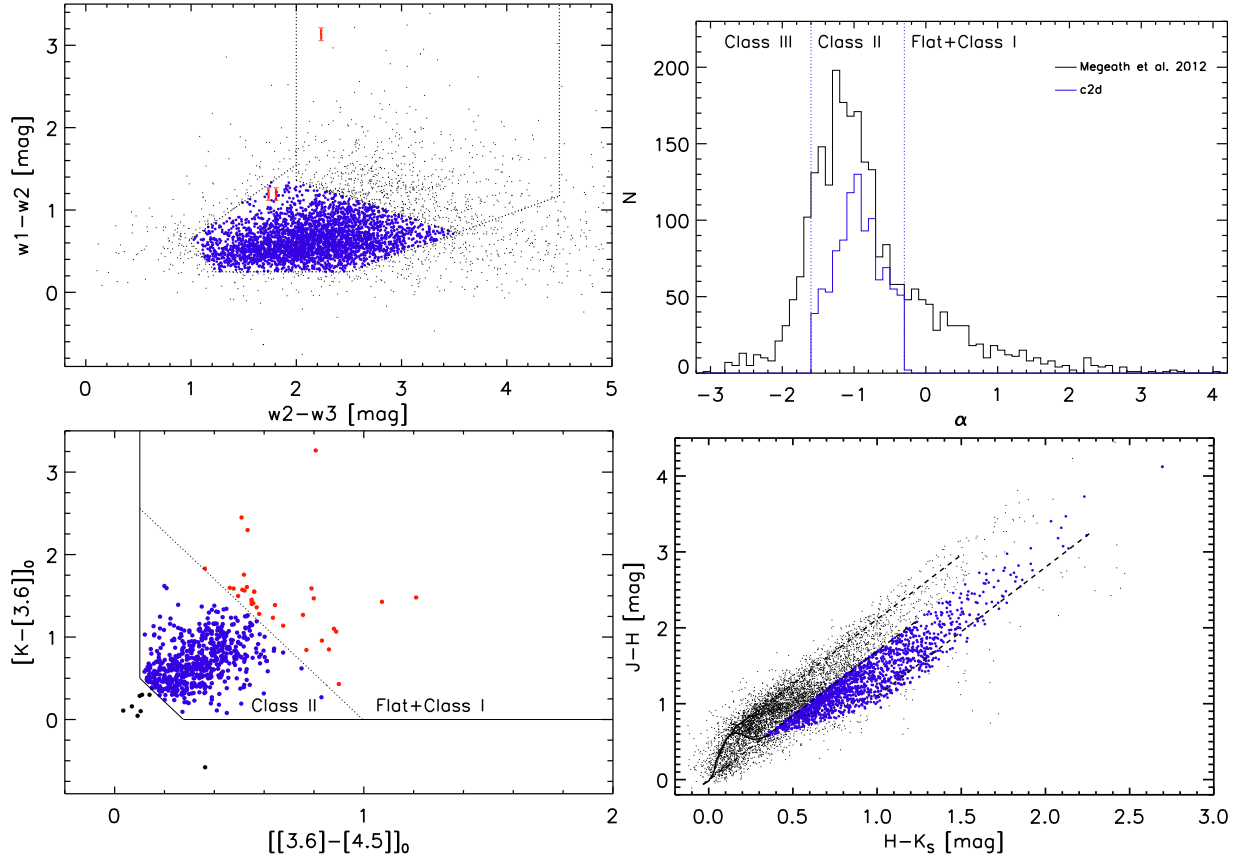 I
II
3
2
1
0
w1−w2 [mag]
0 1 2 3 4 5
w2−w3 [mag]
Class III Class II Flat+Class I
Megeath et al. 2012
c2d
200
150
100
50
0
N
−3 −2 −1 0 1 2 3 4
α
3
2
1
0
[K−[3.6]]0
Class II Flat+Class I
0 1 2
[[3.6]−[4.5]]0
4
3
2
1
0
J−H [mag]
0.0 0.5 1.0 1.5 2.0 2.5 3.0
H−KS [mag]